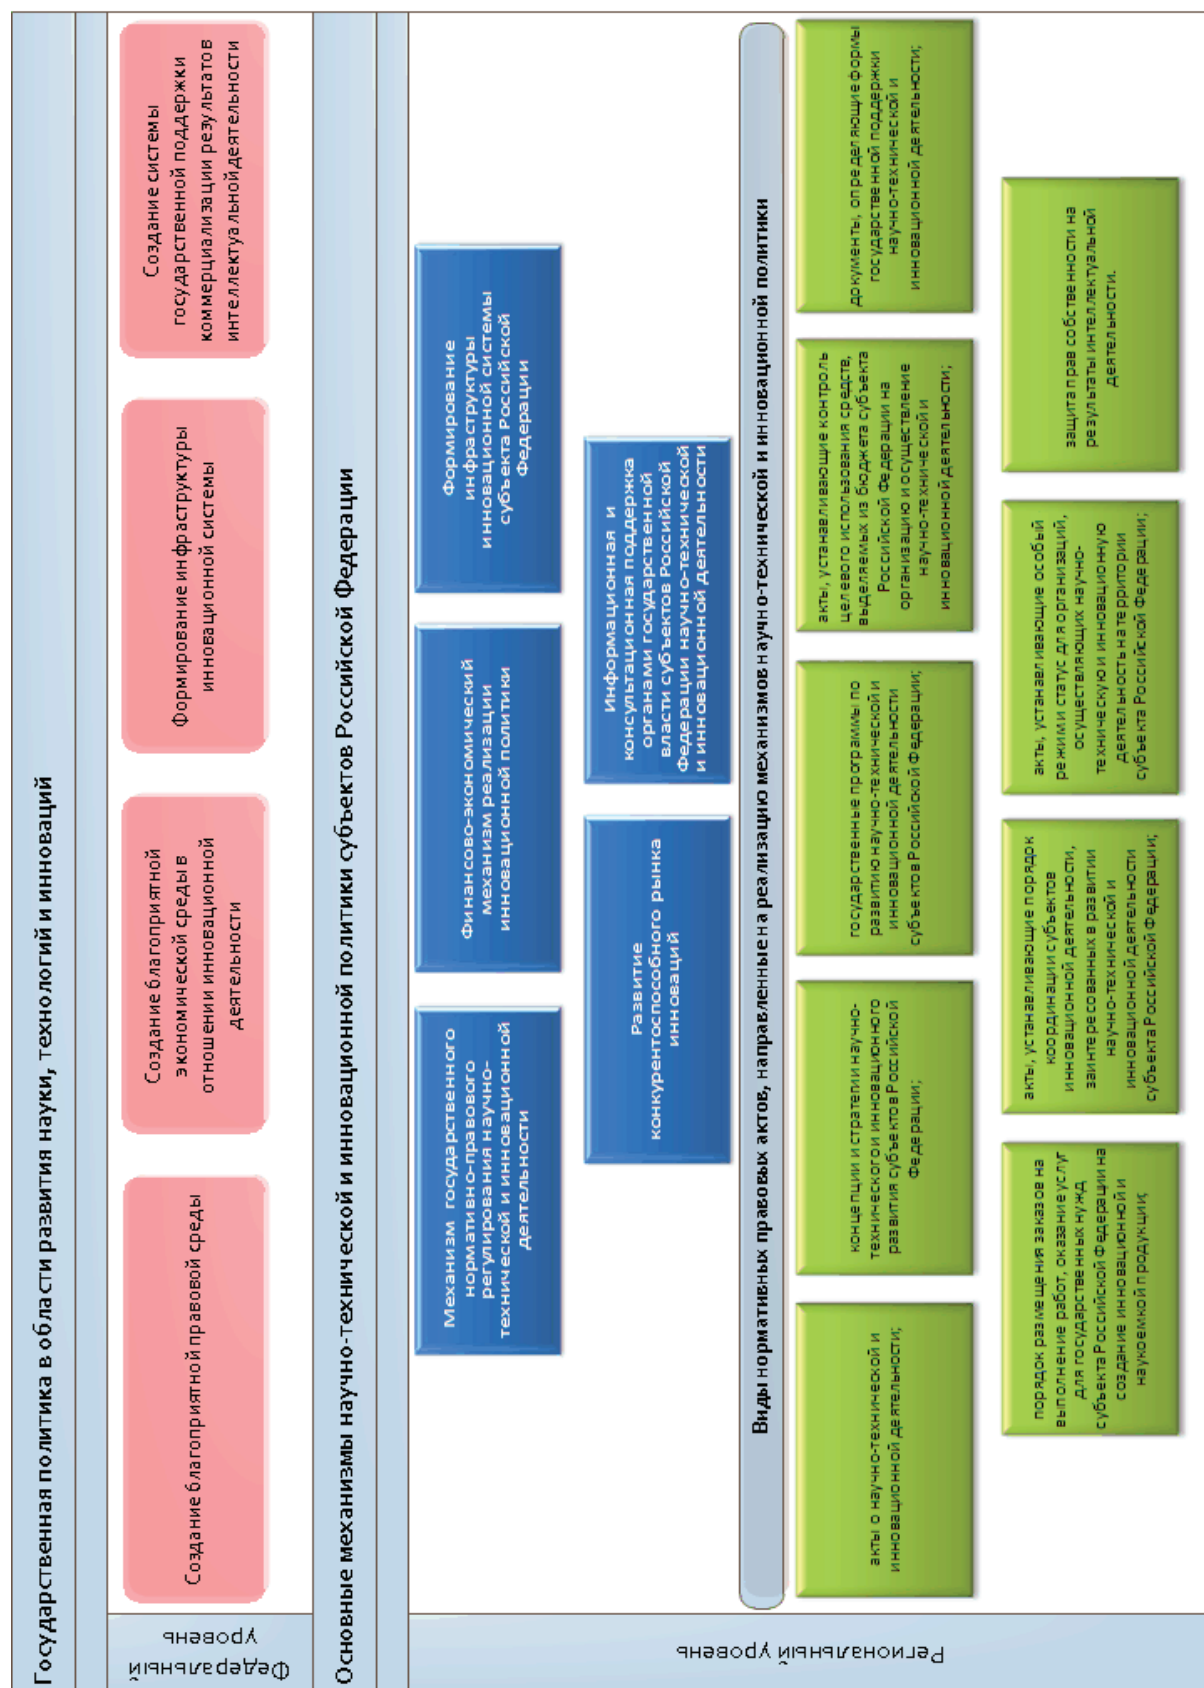 Государственная политика в области развития науки, технологий и инноваций
Федеральный
уровень
Создание благоприятной правовой среды
Создание благоприятной
экономической среды в
отношении инновационной
деятельности
Формирование инфраструктуры
инновационной системы
Создание системы
государственной поддержки
коммерциализации результатов
интеллектуальной деятельности
Основные механизмы научно-технической и инновационной политики субъектов Российской Федерации
Региональный уровень
Механизм государственного
нормативно-правового
регулирования научно-
технической и инновационной
деятельности
Финансово-экономический
механизм реализации
инновационной политики
Формирование
инфраструктуры
инновационной системы
субъекта Российской
Федерации
Развитие
конкурентоспособного рынка
инноваций
Информационная и
консультационная поддержка
органами государственной
власти субъектов Российской
Федерации научно-технической
и инновационной деятельности
Виды нормативных правовых актов, направленные на реализацию механизмов научно-технической и инновационной политики
акты о научно-технической и
инновационной деятельности;
концепции и стратегии научно-
технического и инновационного
развития субъектов Российской
Федерации;
государственные программы по
развитию научно-технической и
инновационной деятельности
субъектов Российской Федерации;
акты, устанавливающие контроль
целевого использования средств,
выделяемых из бюджета субъекта
Российской Федерации на
организацию и осуществление
научно-технической и
инновационной деятельности;
документы, определяющие формы
государственной поддержки
научно-технической и
инновационной деятельности;
порядок размещения заказов на
выполнение работ, оказание услуг
для государственных нужд
субъекта Российской Федерации на
создание инновационной и
наукоемкой продукции;
акты, устанавливающие порядок
координации субъектов
инновационной деятельности,
заинтересованных в развитии
научно-технической и
инновационной деятельности
субъекта Российской Федерации;
акты, устанавливающие особый
режим и статус для организаций,
осуществляющих научно-
техническую и инновационную
деятельность на территории
субъекта Российской Федерации;
защита прав собственности на
результаты интеллектуальной
деятельности.